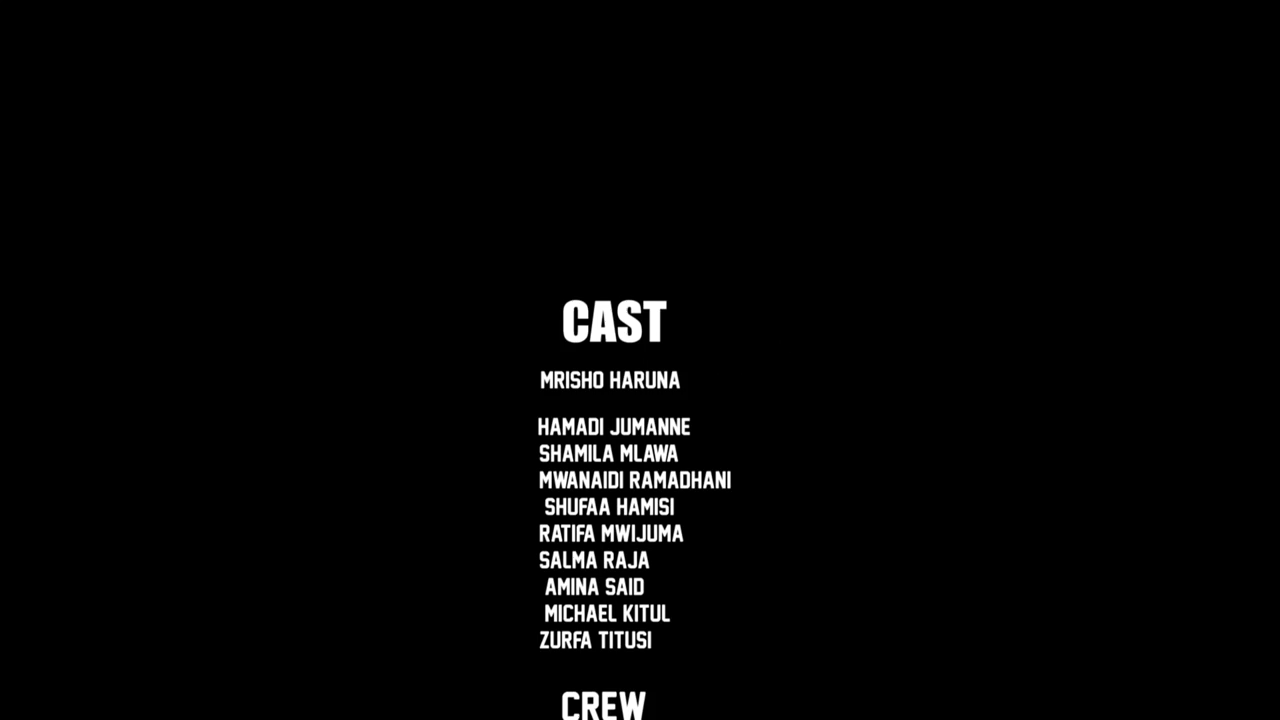 CAST
MRISHO HARUNA
HAMADI JUMANNE
SHAMILA MLAWA
MWANAIDI RAMADHANI
SHUFAA HAMISI
RATIFA MWIJUMA
SALMA RAJA
AMINA SAID
MICHAEL KITUL
ZURFA TITUSI
CREW